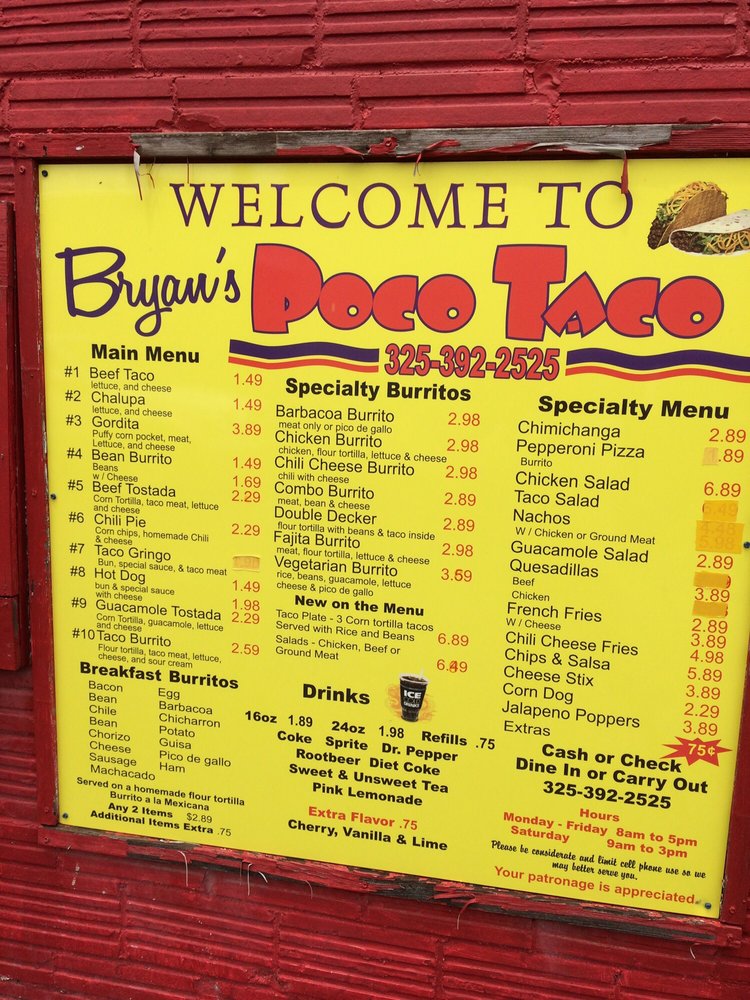 WELCOME TO
Bryan's POCO TACO
325-392-2525
Main Menu
#1 Beef Taco 1.49
lettuce, and cheese
#2 Chalupa 1.49
lettuce, and cheese
#3 Gordita 3.89
Puffy corn pocket, meat,
Lettuce, and cheese
#4 Bean Burrito 1.49
Beans
w / Cheese 1.69
#5 Beef Tostada 2.29
Corn Tortilla, taco meat, lettuce
and cheese
#6 Chili Pie 2.29
Corn chips, homemade Chili
& cheese
#7 Taco Gringo
Bun, special sauce, & taco meat
#8 Hot Dog 1.49
bun & special sauce
with cheese 1.98
#9 Guacamole Tostada 2.29
Corn Tortilla, guacamole, lettuce
and cheese
#10 Taco Burrito 2.59
Flour tortilla, taco meat, lettuce,
cheese, and sour cream
Breakfast Burritos
Bacon Egg
Bean Barbacoa
Chile Chicharron
Bean Potato
Chorizo Guisa
Cheese Pico de gallo
Sausage Ham
Machacado
Served on a homemade flour tortilla
Burrito a la Mexicana
Any 2 Items $2.89
Additional Items Extra .75
Specialty Burritos
Barbacoa Burrito 2.98
meat only or pico de gallo
Chicken Burrito 2.98
chicken, flour tortilla, lettuce & cheese
Chili Cheese Burrito 2.98
chili with cheese
Combo Burrito 2.89
meat, bean & cheese
Double Decker 2.89
flour tortilla with beans & taco inside
Fajita Burrito 2.98
meat, flour tortilla, lettuce & cheese
Vegetarian Burrito 3.59
rice, beans, guacamole, lettuce
cheese & pico de gallo
New on the Menu
Taco Plate - 3 Corn tortilla tacos
Served with Rice and Beans 6.89
Salads - Chicken, Beef or
Ground Meat 6.49
Drinks
ICE
16oz 1.89 24oz 1.98 Refills .75
Coke Sprite Dr. Pepper
Rootbeer Diet Coke
Sweet & Unsweet Tea
Pink Lemonade
Extra Flavor .75
Cherry, Vanilla & Lime
Specialty Menu
Chimichanga 2.89
Pepperoni Pizza .89
Burrito
Chicken Salad 6.89
Taco Salad 6.49
Nachos 4.48
W / Chicken or Ground Meat 5.98
Guacamole Salad 2.89
Quesadillas
Beef
Chicken 3.89
French Fries
W / Cheese 2.89
Chili Cheese Fries 3.89
Chips & Salsa 4.98
Cheese Stix 5.89
Corn Dog 3.89
Jalapeno Poppers 2.29
Extras 3.89
75¢
Cash or Check
Dine In or Carry Out
325-392-2525
Hours
Monday - Friday 8am to 5pm
Saturday 9am to 3pm
Please be considerate and limit cell phone use so we
may better serve you.
Your patronage is appreciated.